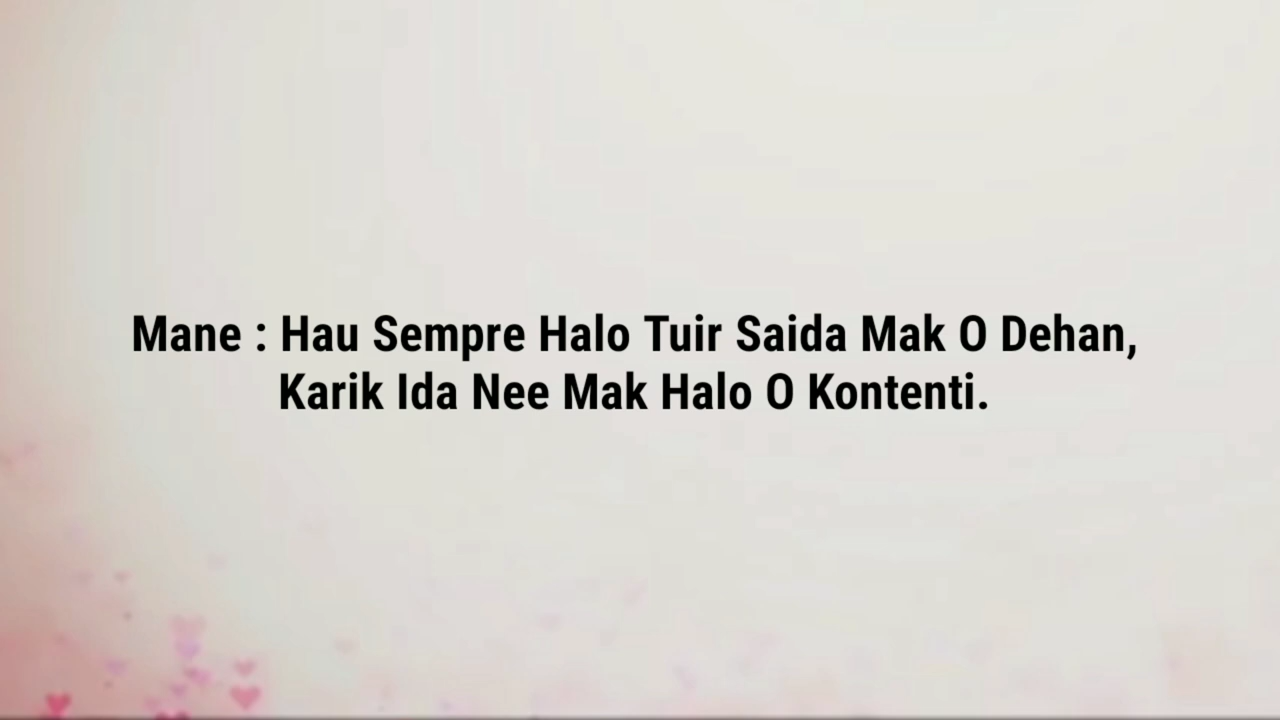 Mane : Hau Sempre Halo Tuir Saida Mak O Dehan,
Karik Ida Nee Mak Halo O Kontenti.